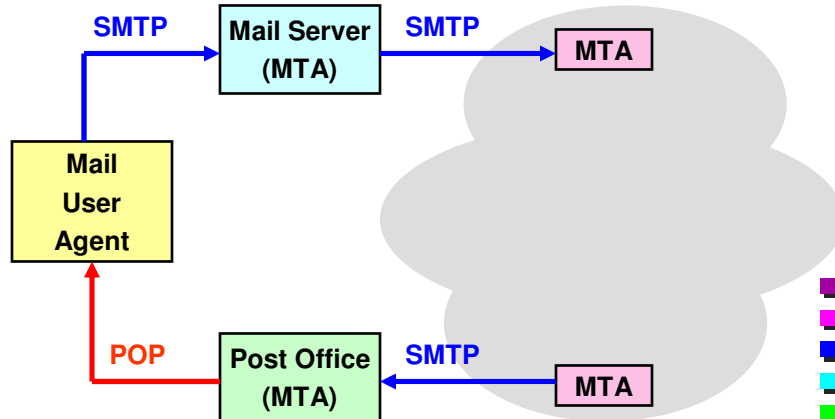 SMTP
Mail Server
(MTA)
SMTP
MTA
Mail
User
Agent
POP
Post Office
(MTA)
SMTP
MTA